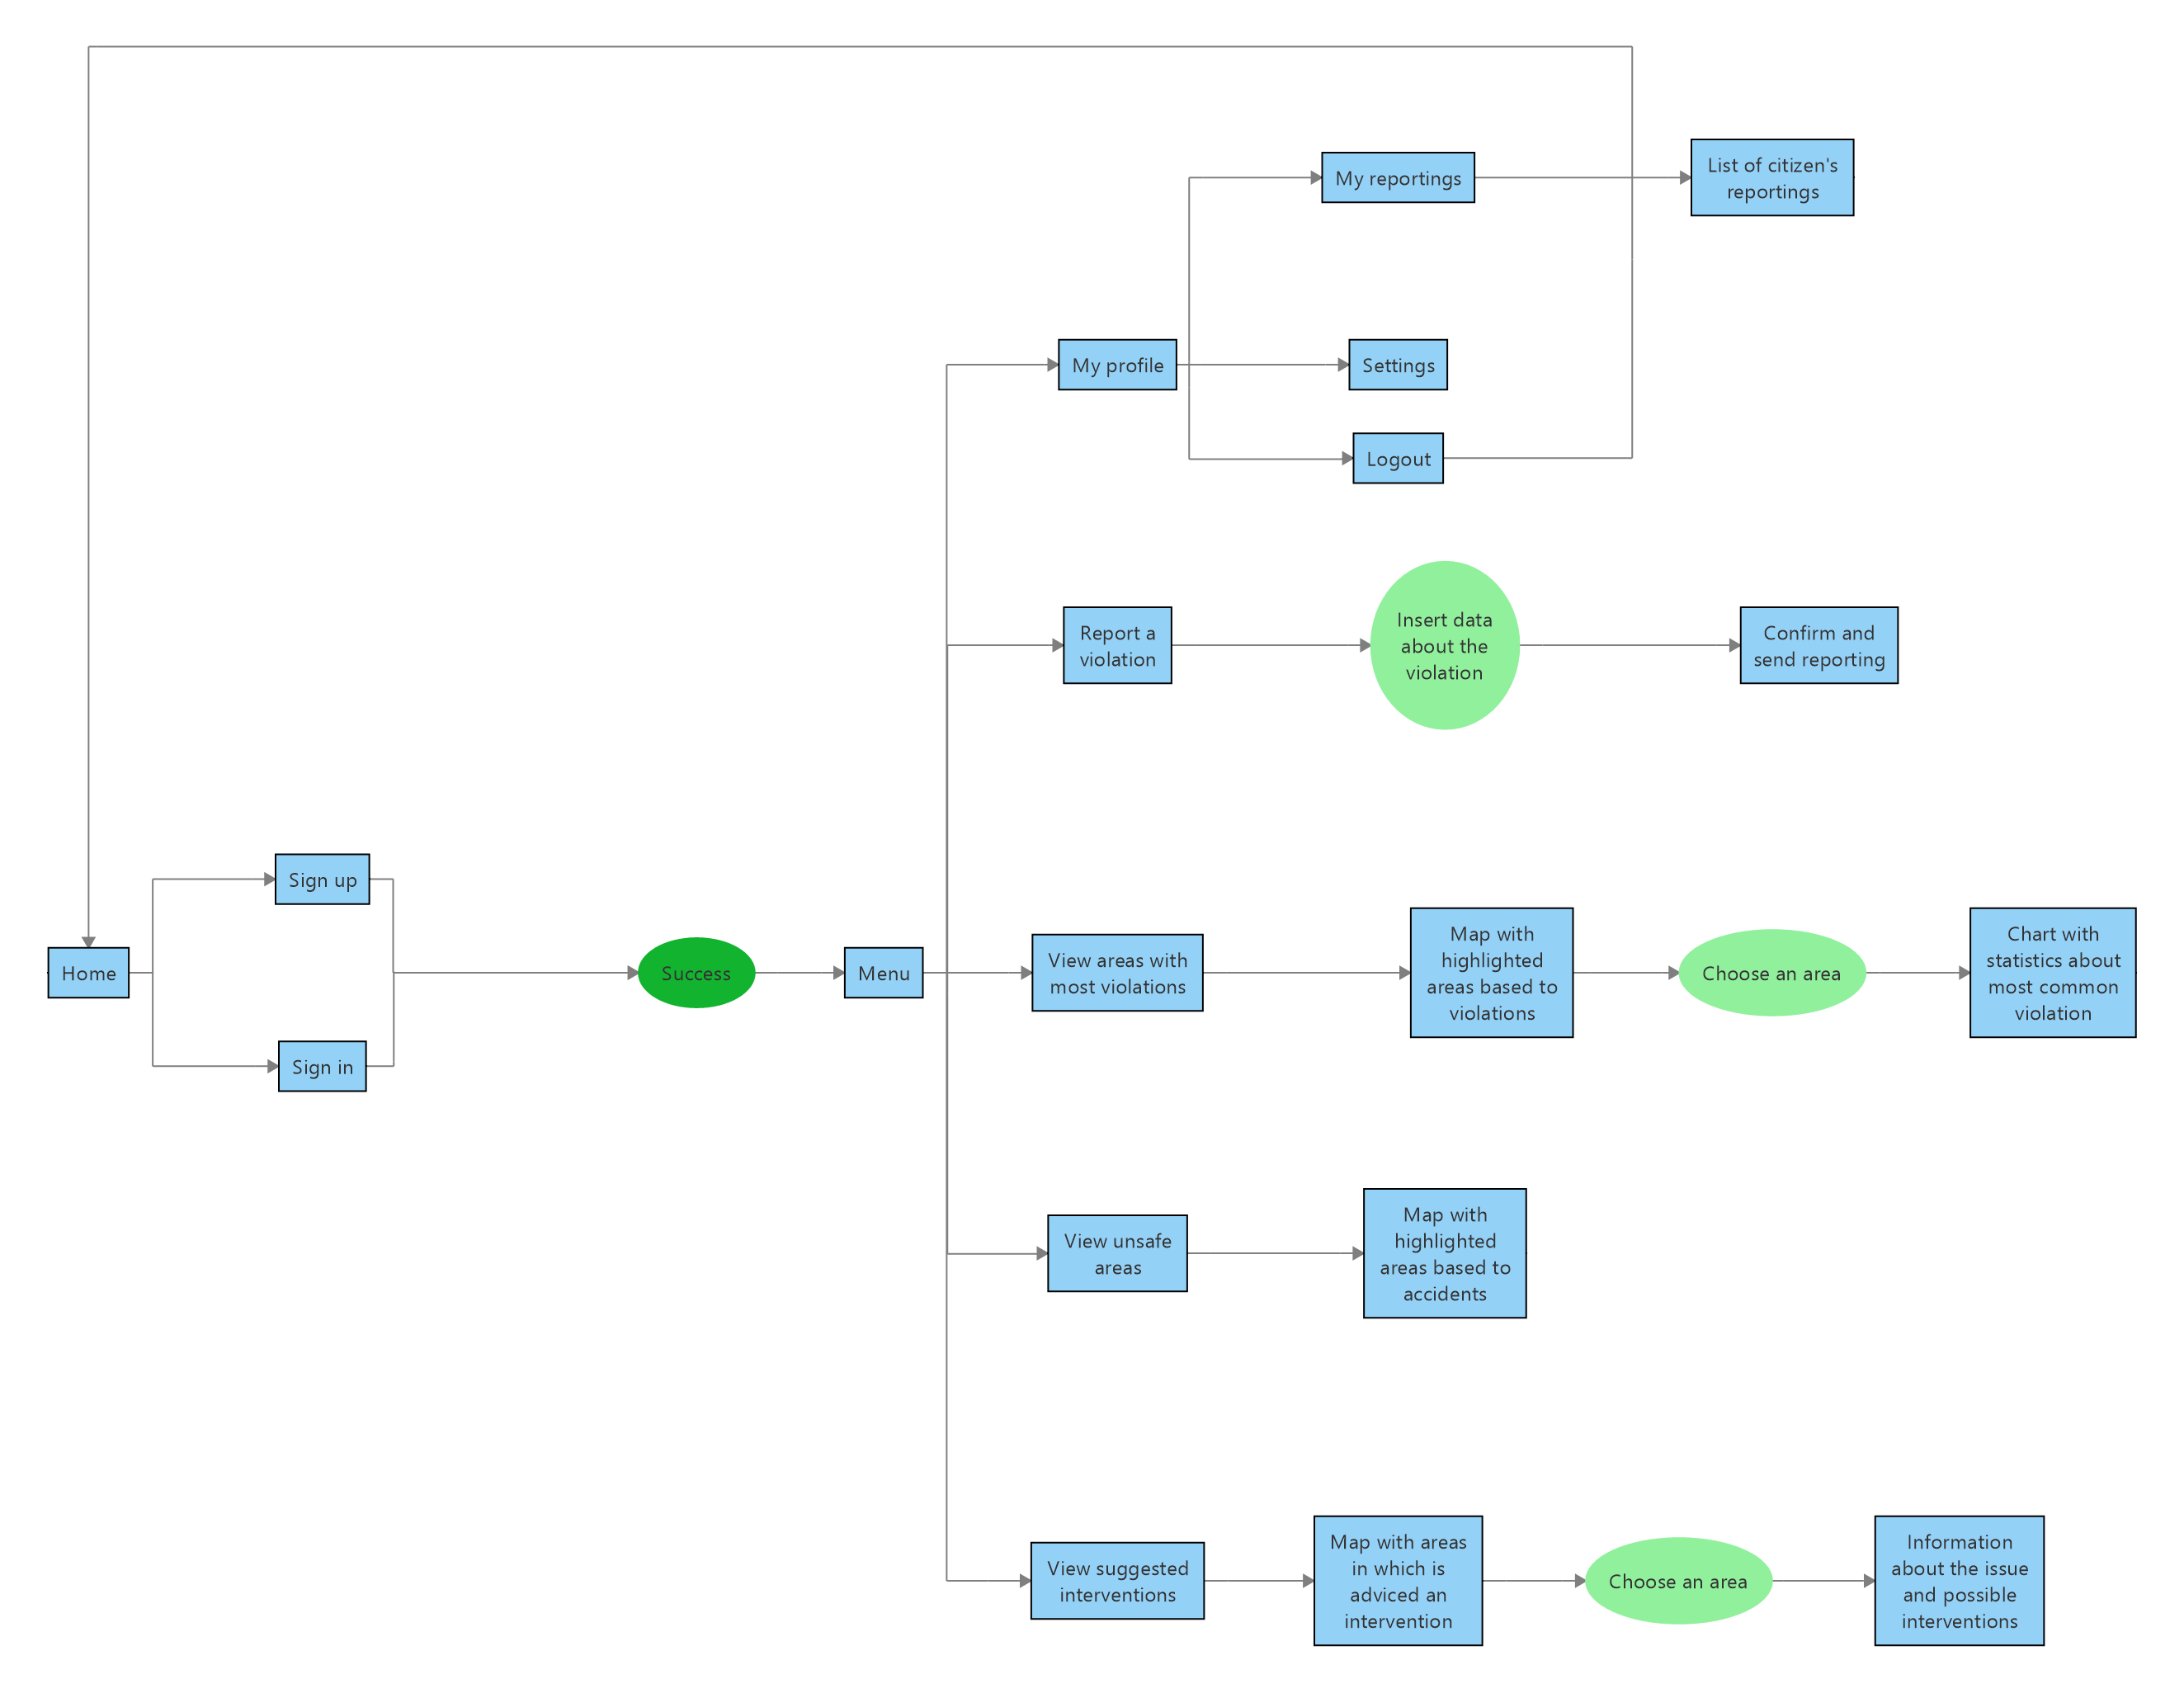 My reportings
List of citizen's
reportings
My profile
Settings
Logout
Report a
violation
Insert data
about the
violation
Confirm and
send reporting
Sign up
Home
Sign in
Success
Menu
View areas with
most violations
Map with
highlighted
areas based to
violations
Choose an area
Chart with
statistics about
most common
violation
View unsafe
areas
Map with
highlighted
areas based to
accidents
View suggested
interventions
Map with areas
in which is
adviced an
intervention
Choose an area
Information
about the issue
and possible
interventions